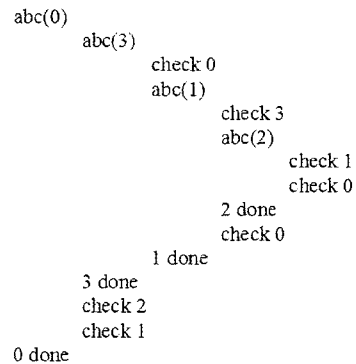 abc(0)
abc(3)
check 0
abc(1)
check 3
abc(2)
check 1
check 0
2 done
check 0
1 done
3 done
check 2
check 1
0 done